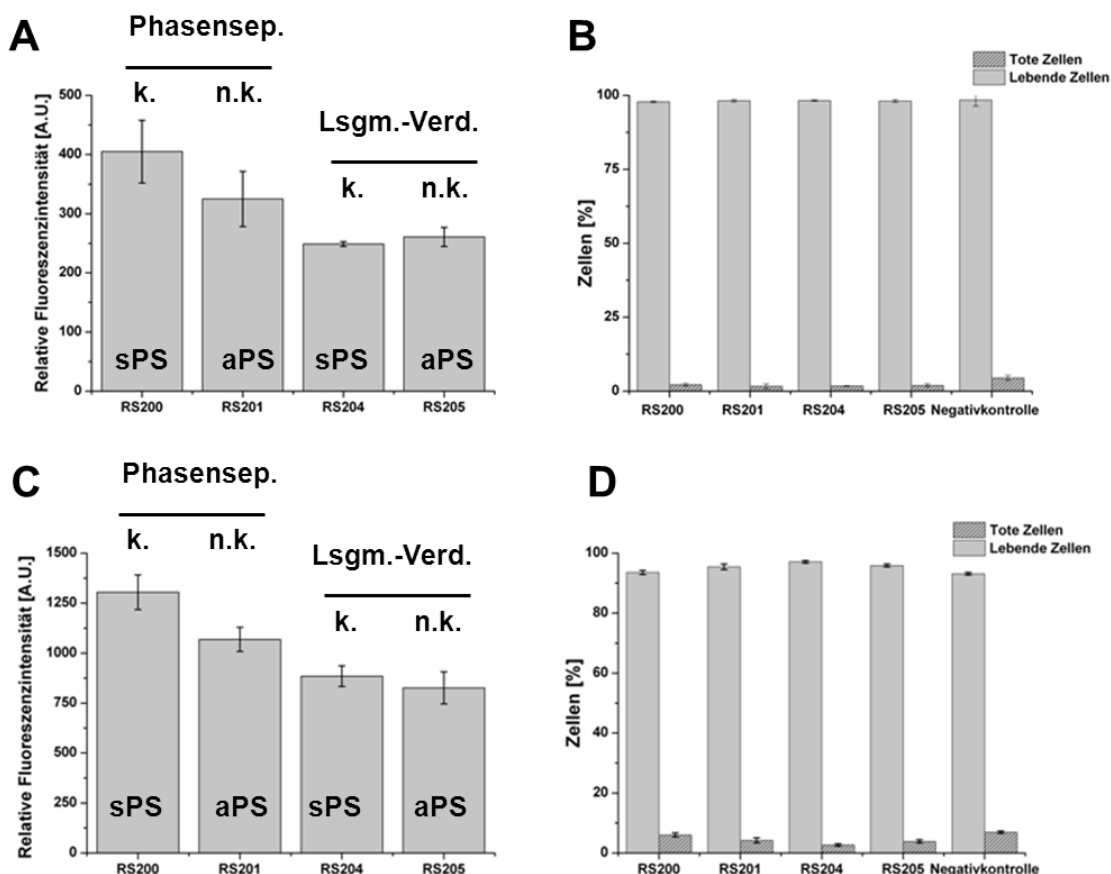 A
Phasensep.
k. n.k.
Lsgm.-Verd.
k. n.k.
Relative Fluoreszenzintensität [A.U.]
500
400
300
200
100
0
sPS aPS sPS aPS
RS200 RS201 RS204 RS205
B
Tote Zellen
Lebende Zellen
Zellen [%]
100
75
50
25
0
RS200 RS201 RS204 RS205 Negativkontrolle
C
Phasensep.
k. n.k.
Lsgm.-Verd.
k. n.k.
Relative Fluoreszenzintensität [A.U.]
1500
1250
1000
750
500
250
0
sPS aPS sPS aPS
RS200 RS201 RS204 RS205
D
Tote Zellen
Lebende Zellen
Zellen [%]
100
80
60
40
20
0
RS200 RS201 RS204 RS205 Negativkontrolle